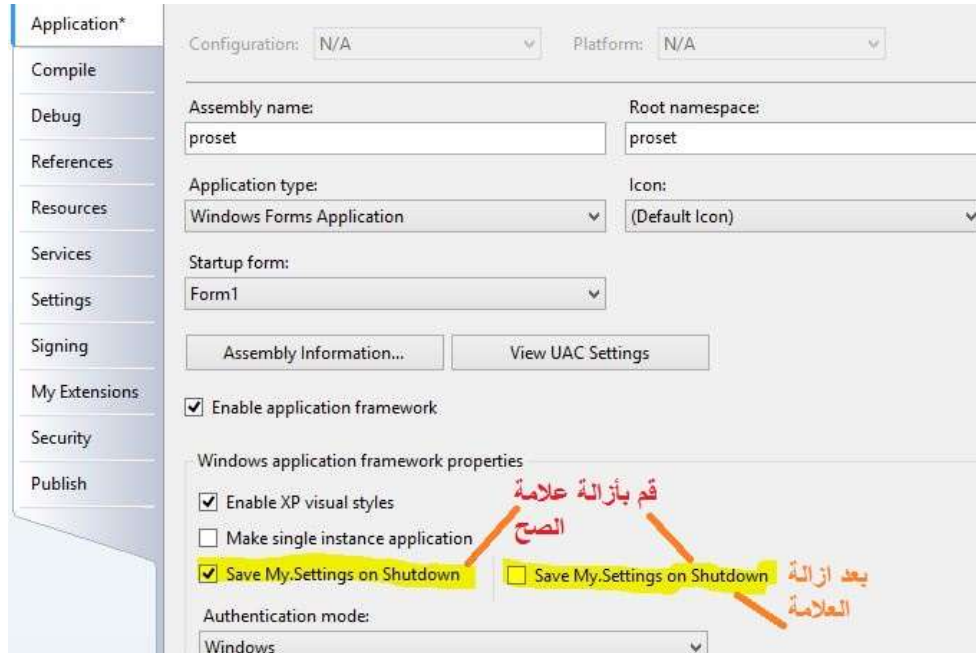 Application*
Compile
Debug
References
Resources
Services
Settings
Signing
My Extensions
Security
Publish
Configuration: N/A Platform: N/A
Assembly name: Root namespace:
proset proset
Application type: Icon:
Windows Forms Application (Default Icon)
Startup form:
Form1
Assembly Information... View UAC Settings
Enable application framework
Windows application framework properties
Enable XP visual styles
قم بأزالة علامة
الصح
Make single instance application
Save My.Settings on Shutdown Save My.Settings on Shutdown
بعد ازالة
العلامة
Authentication mode:
Windows